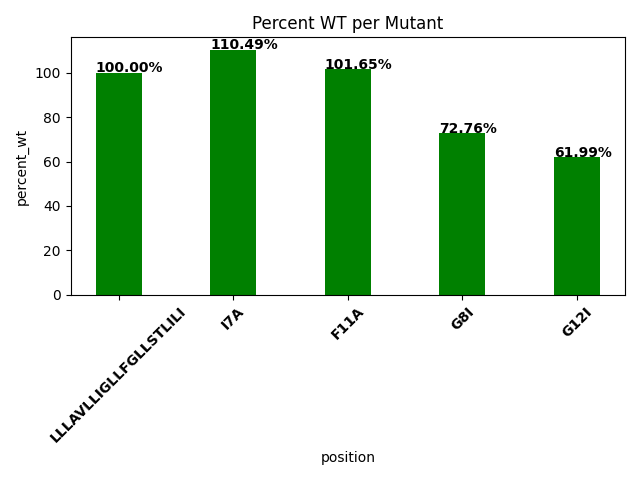 Percent WT per Mutant
percent_wt
100
80
60
40
20
0
100.00%
110.49%
101.65%
72.76%
61.99%
LLLAVLLIGLLFGLLSTLILI
I7A
F11A
G8I
G12I
position